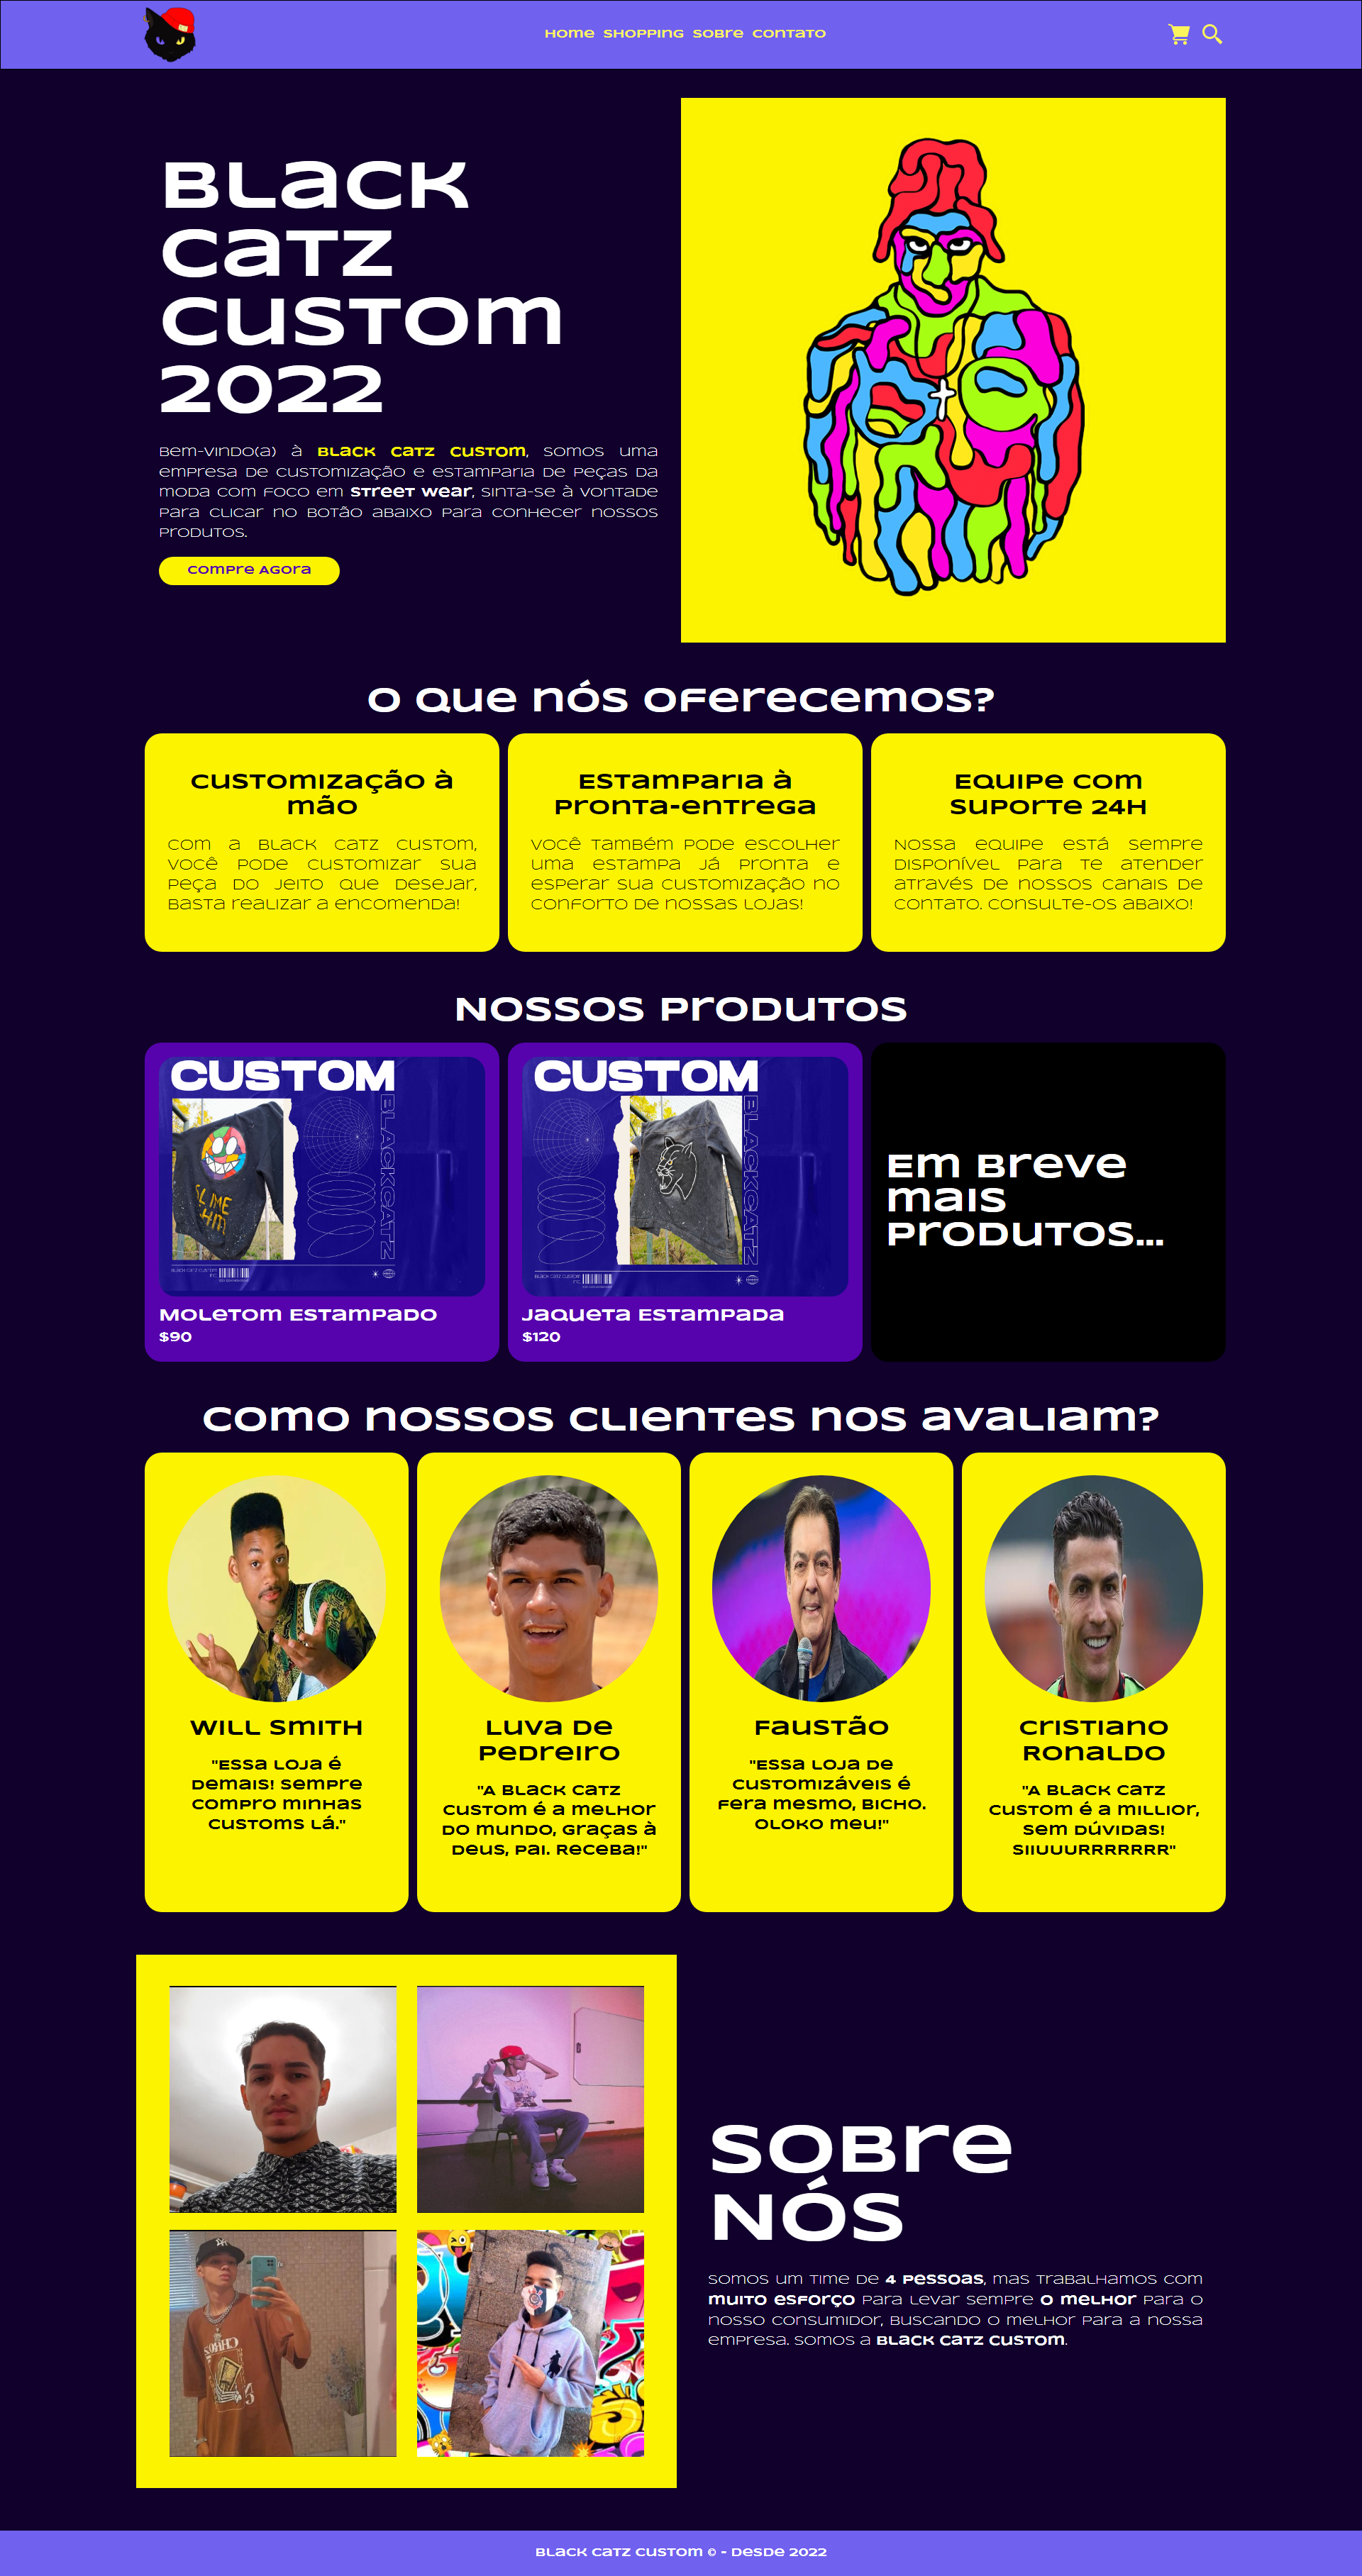 Home Shopping Sobre Contato
Black
Catz
Custom
2022
Bem-vindo(a) à Black Catz Custom, somos uma
empresa de customização e estamparia de peças da
moda com foco em street wear, sinta-se à vontade
para clicar no botão abaixo para conhecer nossos
produtos.
Compre Agora
O que nós oferecemos?
Customização à
mão
Com a Black Catz Custom,
você pode customizar sua
peça do jeito que desejar,
basta realizar a encomenda!
Estamparia à
pronta-entrega
Você também pode escolher
uma estampa já pronta e
esperar sua customização no
conforto de nossas lojas!
Equipe com
suporte 24H
Nossa equipe está sempre
disponível para te atender
através de nossos canais de
contato. Consulte-os abaixo!
Nossos produtos
CUSTOM
BLACKCATZ
SLIME
SHIT
BLACK CATZ CUSTOM
Moletom Estampado
$90
CUSTOM
BLACKCATZ
BLACK CATZ CUSTOM
Jaqueta Estampada
$120
Em breve
mais
produtos...
Como nossos clientes nos avaliam?
Will Smith
"Essa loja é
demais! Sempre
compro minhas
customs lá."
Luva de
Pedreiro
"A Black Catz
Custom é a melhor
do mundo, graças à
Deus, pai. Receba!"
Faustão
"Essa loja de
customizáveis é
fera mesmo, bicho.
Oloko meu!"
Cristiano
Ronaldo
"A Black Catz
Custom é a millior,
sem dúvidas!
SIIUUURRRRRRR"
Sobre
Nós
Somos um time de 4 pessoas, mas trabalhamos com
muito esforço para levar sempre o melhor para o
nosso consumidor, buscando o melhor para a nossa
empresa. Somos a Black Catz Custom.
Black Catz Custom © - Desde 2022